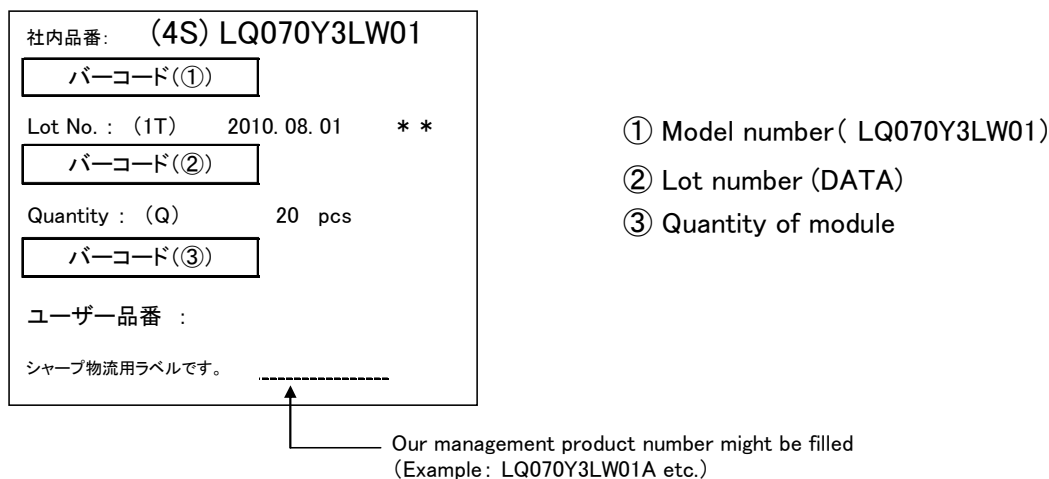 社内品番: (4S) LQ070Y3LW01
バーコード(①)
Lot No. : (1T) 2010. 08. 01 * *
バーコード(②)
Quantity : (Q) 20 pcs
バーコード(③)
ユーザー品番 :
シャープ物流用ラベルです。
① Model number( LQ070Y3LW01)
② Lot number (DATA)
③ Quantity of module
Our management product number might be filled
(Example: LQ070Y3LW01A etc.)